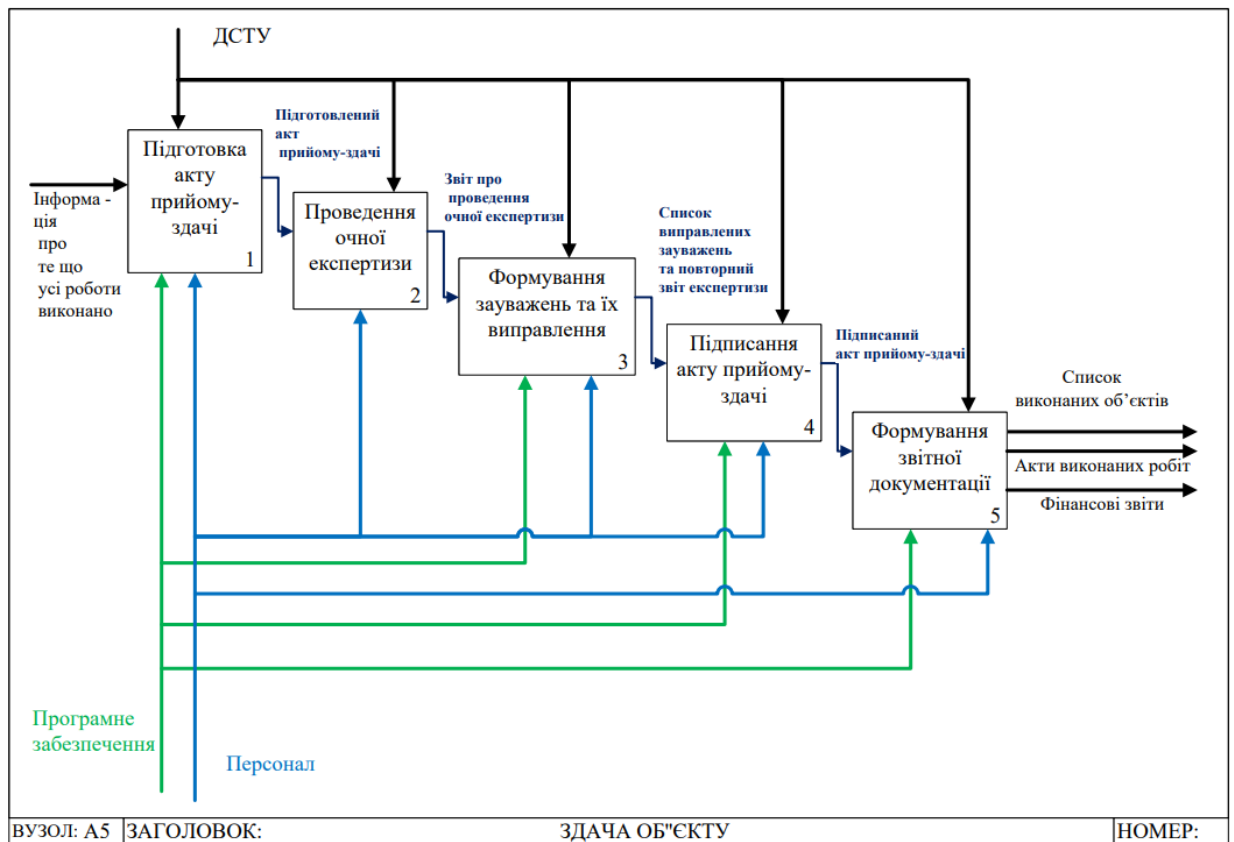 ДСТУ
Підготовлений
акт
прийому-здачі
Підготовка
акту
прийому-
здачі
1
Інформа -
ція
про
те що
усі роботи
виконано
Звіт про
проведення
очної експертизи
Проведення
очної
експертизи
2
Список
виправлених
зауважень
та повторний
звіт експертизи
Формування
зауважень та їх
виправлення
3
Підписаний
акт прийому-здачі
Підписання
акту прийому-
здачі
4
Список
виконаних об’єктів
Формування
звітної
документації
5
Акти виконаних робіт
Фінансові звіти
Програмне
забезпечення
Персонал
ВУЗОЛ: А5 ЗАГОЛОВОК: ЗДАЧА ОБ"ЄКТУ НОМЕР: